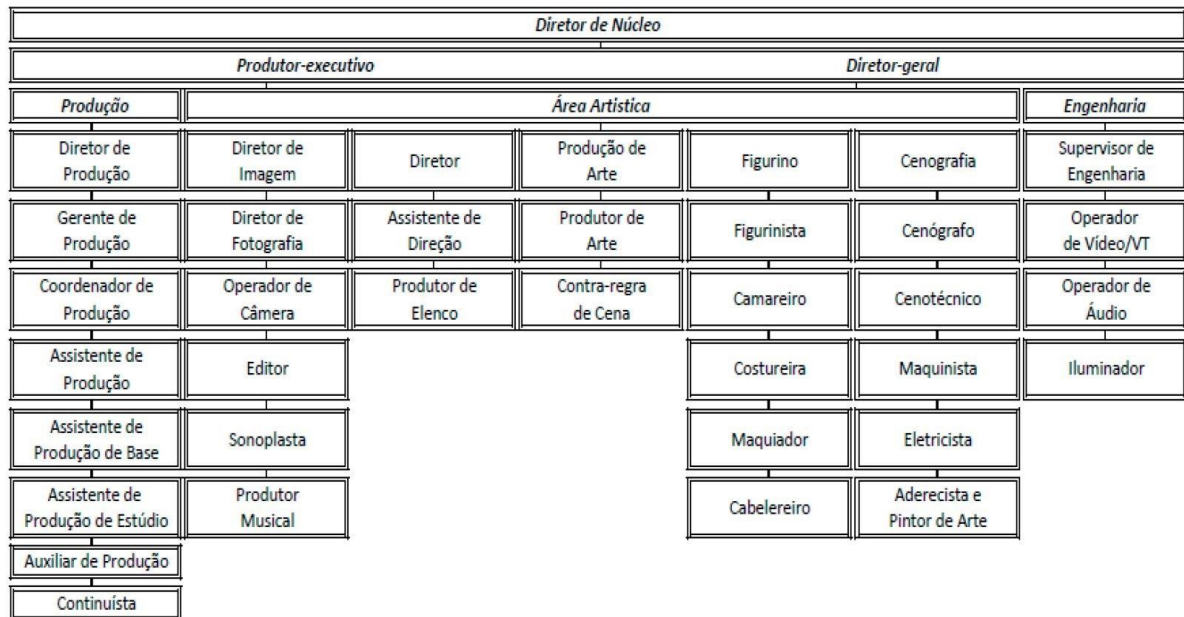 Diretor de Núcleo
Produtor-executivo
Diretor-geral
Produção
Área Artistica
Engenharia
Diretor de
Produção
Diretor de
Imagem
Diretor
Produção de
Arte
Figurino
Cenografia
Supervisor de
Engenharia
Gerente de
Produção
Diretor de
Fotografia
Assistente de
Direção
Produtor de
Arte
Figurinista
Cenógrafo
Operador
de Vídeo/VT
Coordenador de
Produção
Operador de
Câmera
Produtor de
Elenco
Contra-regra
de Cena
Camareiro
Cenotécnico
Operador de
Áudio
Assistente de
Produção
Editor
Costureira
Maquinista
Iluminador
Assistente de
Produção de Base
Sonoplasta
Maquiador
Eletricista
Assistente de
Produção de Estúdio
Produtor
Musical
Cabelereiro
Aderecista e
Pintor de Arte
Auxiliar de Produção
Continuísta